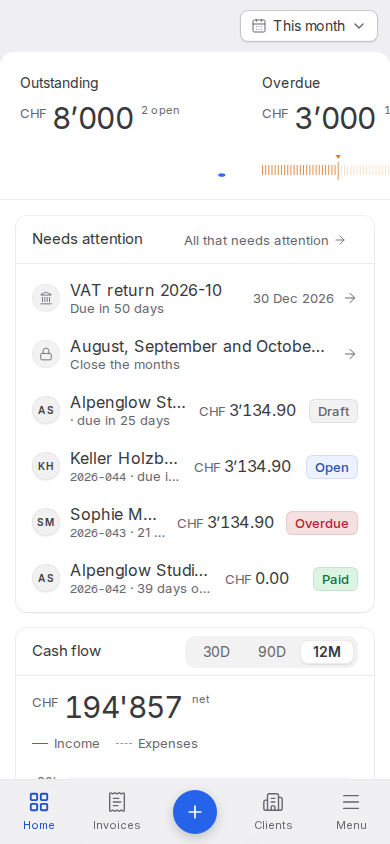 This month
Outstanding
Overdue
CHF 8’000 2 open
CHF 3’000
Needs attention
All that needs attention
VAT return 2026-10
Due in 50 days
30 Dec 2026
August, September and Octobe...
Close the months
AS
Alpenglow St...
· due in 25 days
CHF 3’134.90
Draft
KH
Keller Holzb...
2026-044 · due i...
CHF 3’134.90
Open
SM
Sophie M...
2026-043 · 21 ...
CHF 3’134.90
Overdue
AS
Alpenglow Studi...
2026-042 · 39 days o...
CHF 0.00
Paid
Cash flow
30D 90D 12M
CHF 194'857 net
Income
Expenses
Home Invoices Clients Menu